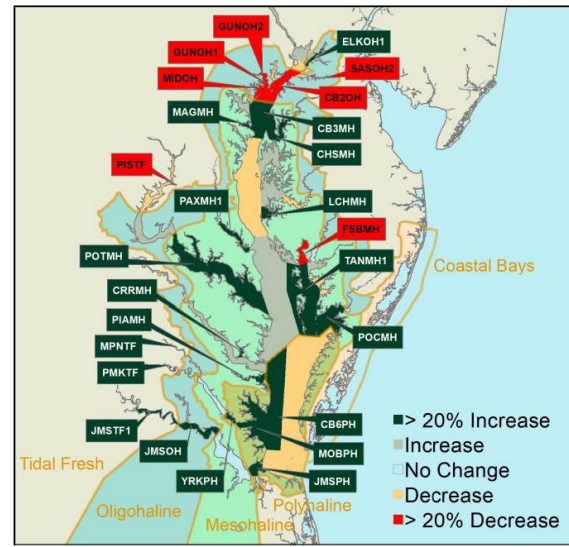 GUNOH2
GUNOH1
ELKOH1
MIDOH
SASOH2
CB2OH
MAGMH
CB3MH
CHSMH
PISTF
PAXMH1
LCHMH
FSBMH
POTMH
TANMH1
Coastal Bays
CRRMH
PIAMH
POCMH
MPNTF
PMKTF
JMSTF1
CB6PH
JMSOH
MOBPH
YRKPH
JMSPH
Tidal Fresh
Oligohaline
Mesohaline
Polyhaline
> 20% Increase
Increase
No Change
Decrease
> 20% Decrease